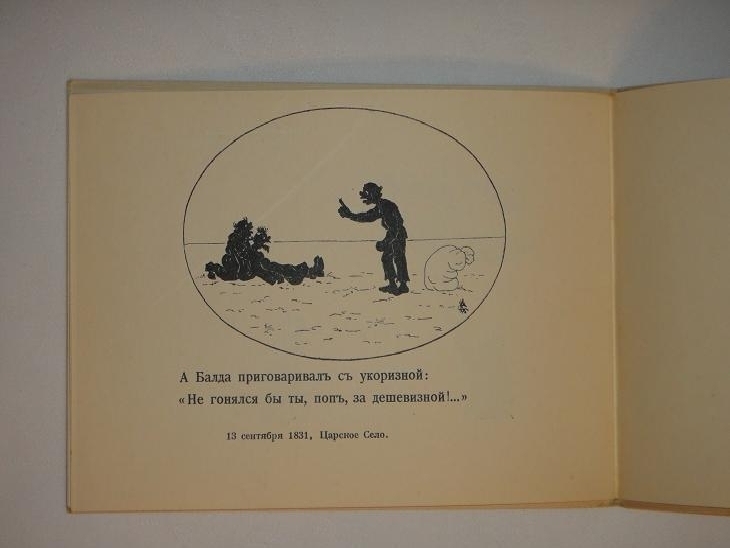 А Балда приговаривалъ съ укоризной:
«Не гонялся бы ты, попъ, за дешевизной!...»
13 сентября 1831, Царское Село.